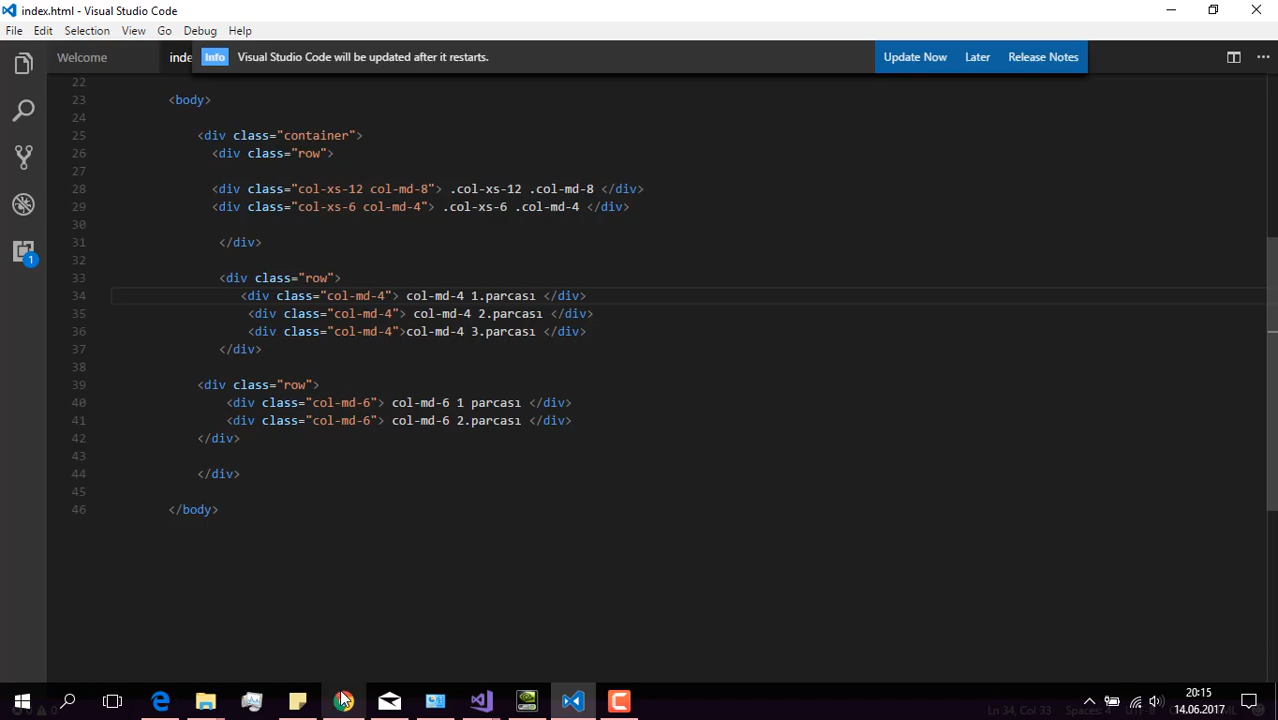 index.html - Visual Studio Code
File Edit Selection View Go Debug Help
Welcome inde Info Visual Studio Code will be updated after it restarts. Update Now Later Release Notes
22
23 <body>
24
25 <div class="container">
26 <div class="row">
27
28 <div class="col-xs-12 col-md-8"> .col-xs-12 .col-md-8 </div>
29 <div class="col-xs-6 col-md-4"> .col-xs-6 .col-md-4 </div>
30
31 </div>
32
33 <div class="row">
34 <div class="col-md-4"> col-md-4 1.parcası </div>
35 <div class="col-md-4"> col-md-4 2.parcası </div>
36 <div class="col-md-4">col-md-4 3.parcası </div>
37 </div>
38
39 <div class="row">
40 <div class="col-md-6"> col-md-6 1 parcası </div>
41 <div class="col-md-6"> col-md-6 2.parcası </div>
42 </div>
43
44 </div>
45
46 </body>
1
20:15
14.06.2017
Ln 34, Col 33 Spaces: 4